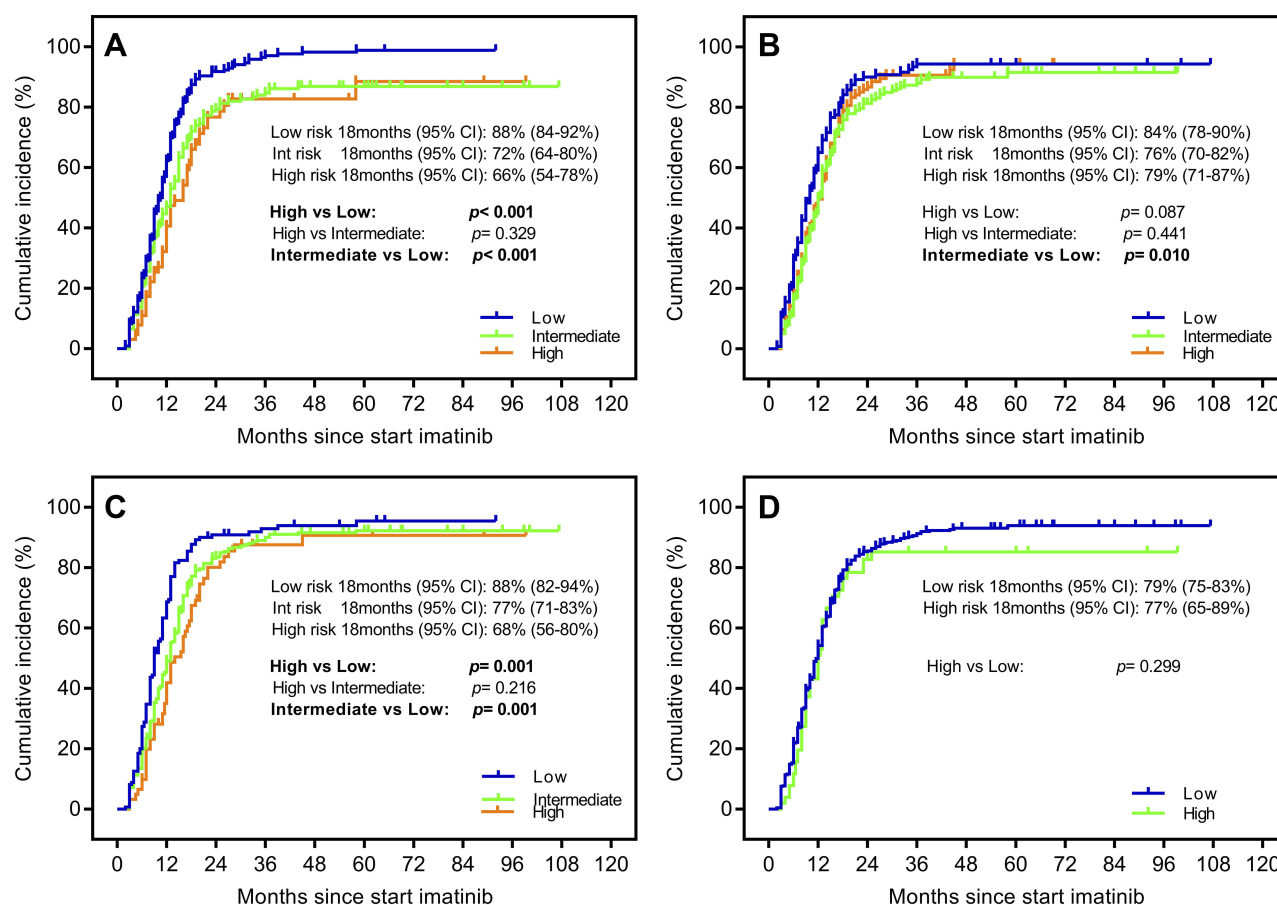 A
Cumulative incidence (%)
100
80
60
40
20
0
Low risk 18months (95% CI): 88% (84-92%)
Int risk 18months (95% CI): 72% (64-80%)
High risk 18months (95% CI): 66% (54-78%)
High vs Low: p< 0.001
High vs Intermediate: p= 0.329
Intermediate vs Low: p< 0.001
Low
Intermediate
High
0 12 24 36 48 60 72 84 96 108 120
Months since start imatinib
B
Cumulative incidence (%)
100
80
60
40
20
0
Low risk 18months (95% CI): 84% (78-90%)
Int risk 18months (95% CI): 76% (70-82%)
High risk 18months (95% CI): 79% (71-87%)
High vs Low: p= 0.087
High vs Intermediate: p= 0.441
Intermediate vs Low: p= 0.010
Low
Intermediate
High
0 12 24 36 48 60 72 84 96 108 120
Months since start imatinib
C
Cumulative incidence (%)
100
80
60
40
20
0
Low risk 18months (95% CI): 88% (82-94%)
Int risk 18months (95% CI): 77% (71-83%)
High risk 18months (95% CI): 68% (56-80%)
High vs Low: p= 0.001
High vs Intermediate: p= 0.216
Intermediate vs Low: p= 0.001
Low
Intermediate
High
0 12 24 36 48 60 72 84 96 108 120
Months since start imatinib
D
Cumulative incidence (%)
100
80
60
40
20
0
Low risk 18months (95% CI): 79% (75-83%)
High risk 18months (95% CI): 77% (65-89%)
High vs Low: p= 0.299
Low
High
0 12 24 36 48 60 72 84 96 108 120
Months since start imatinib